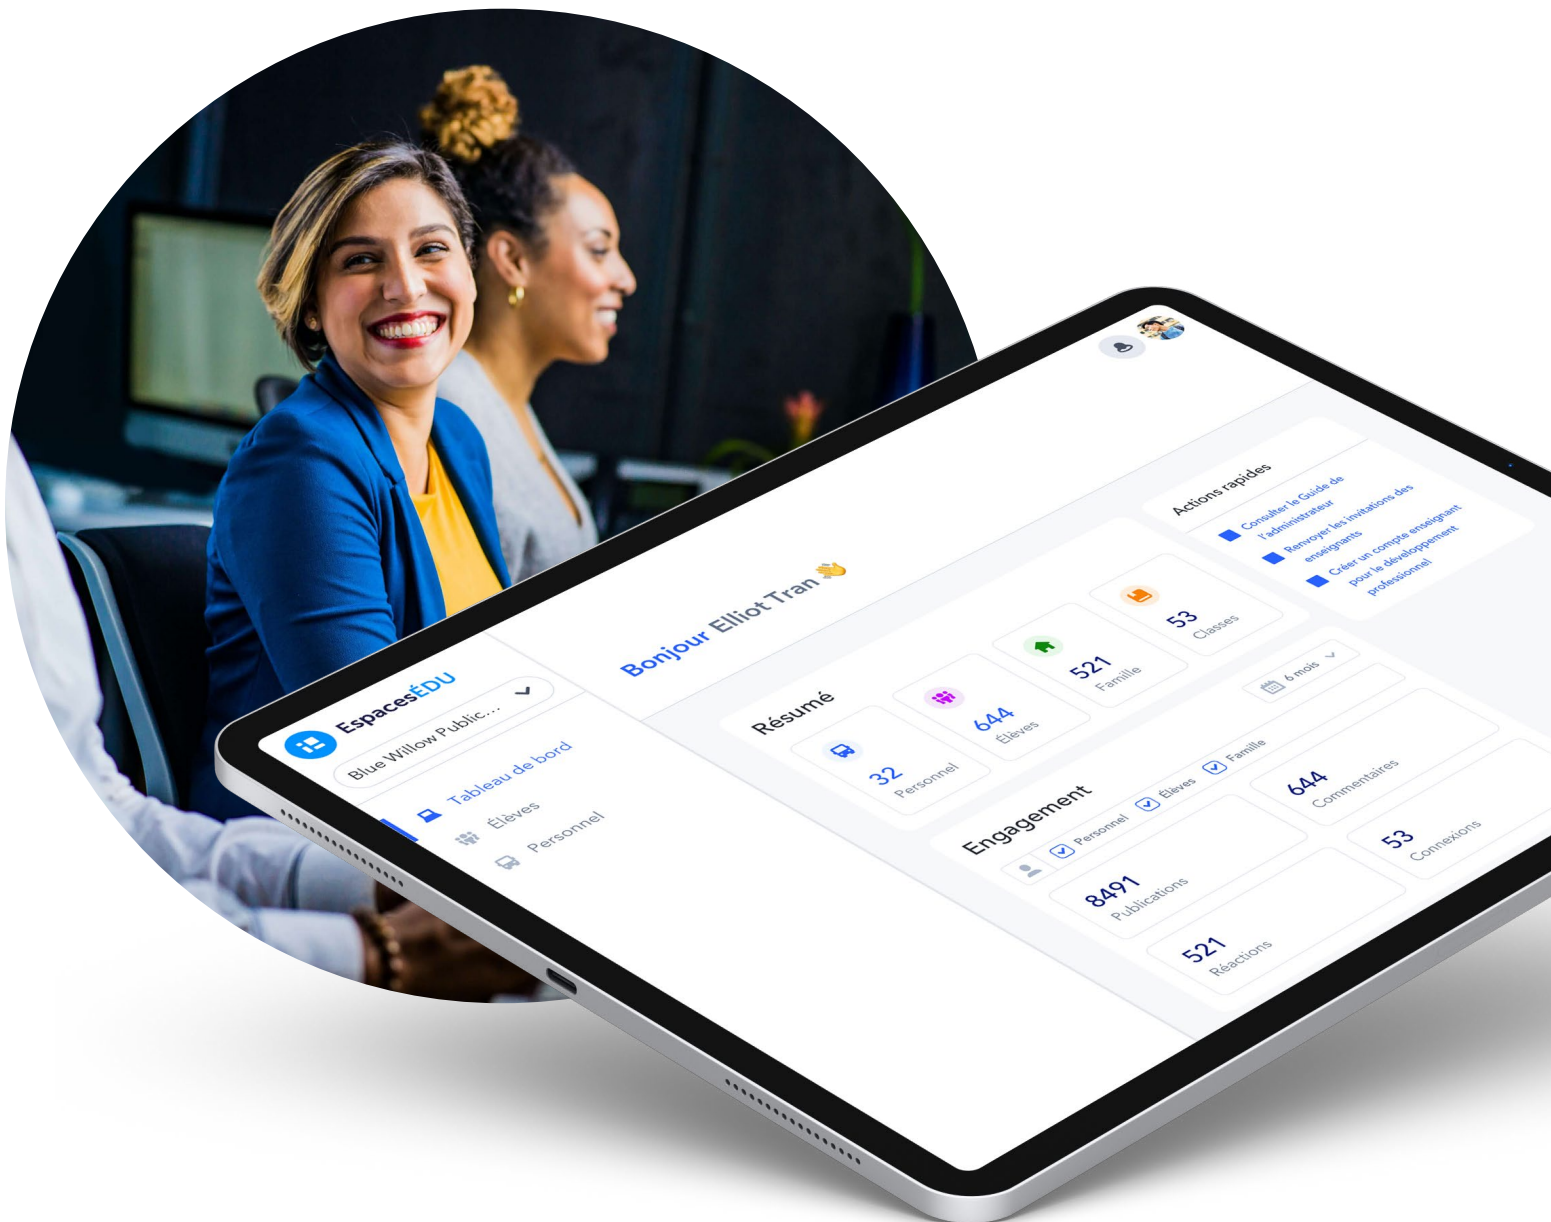 EspacesÉDU
Blue Willow Public...
Tableau de bord
Élèves
Personnel
Bonjour Elliot Tran 👋
Résumé
32
Personnel
644
Élèves
521
Famille
53
Classes
Engagement
Personnel
Élèves
Famille
6 mois
8491
Publications
644
Commentaires
521
Réactions
53
Connexions
Actions rapides
Consulter le Guide de
l'administrateur
Renvoyer les invitations des
enseignants
Créer un compte enseignant
pour le développement
professionnel